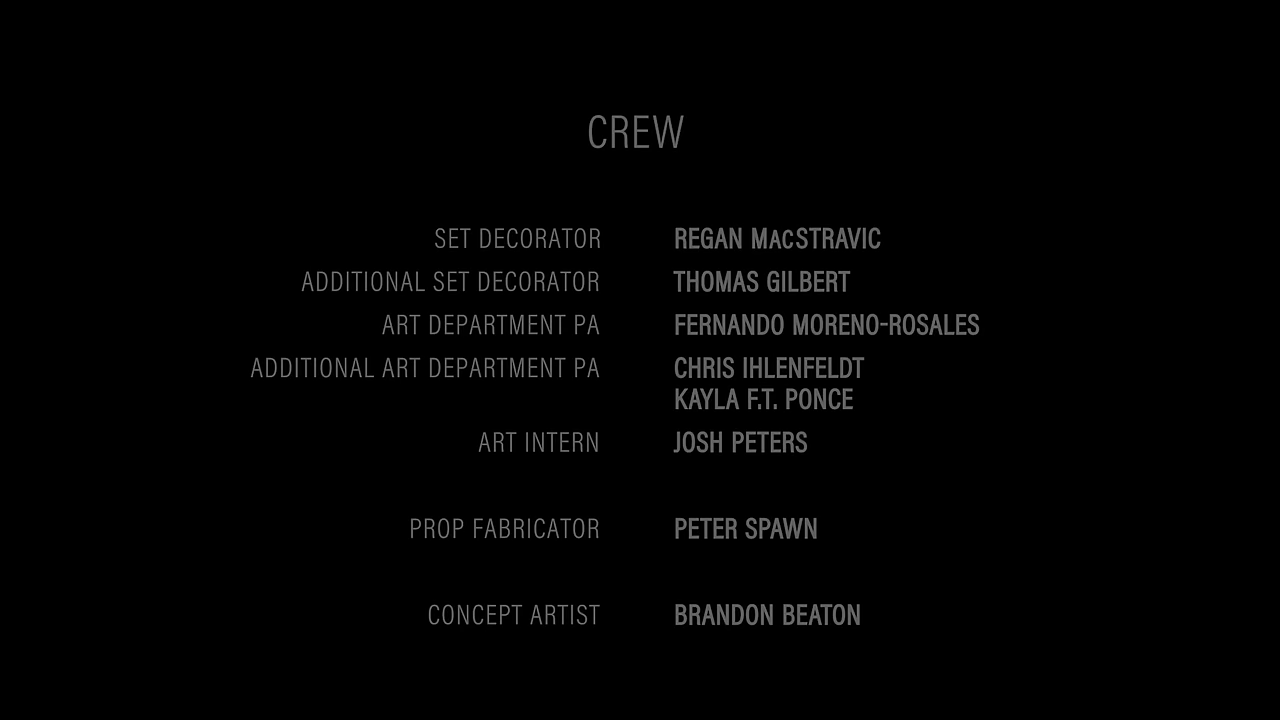 CREW
SET DECORATOR REGAN MacSTRAVIC
ADDITIONAL SET DECORATOR THOMAS GILBERT
ART DEPARTMENT PA FERNANDO MORENO-ROSALES
ADDITIONAL ART DEPARTMENT PA CHRIS IHLENFELDT
KAYLA F.T. PONCE
ART INTERN JOSH PETERS
PROP FABRICATOR PETER SPAWN
CONCEPT ARTIST BRANDON BEATON